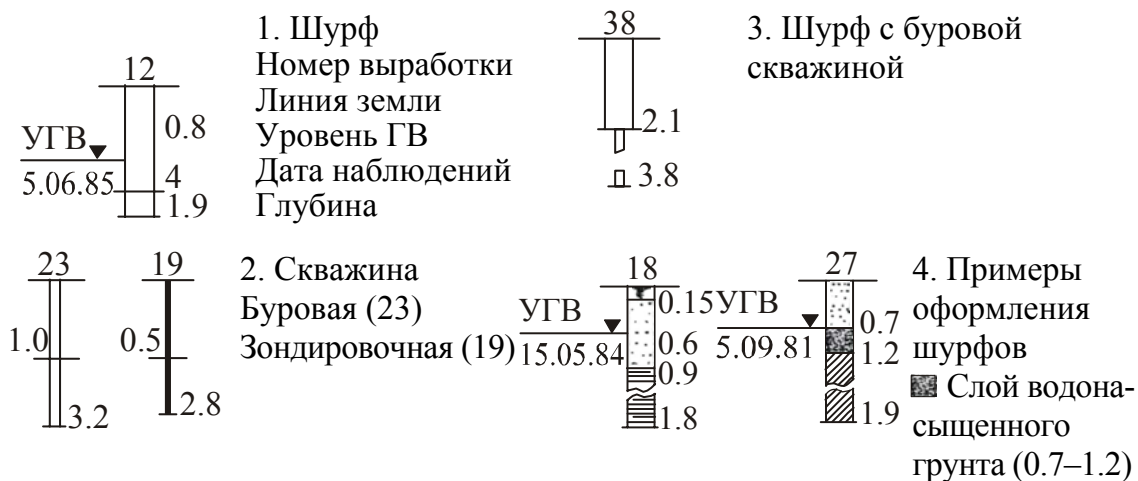 12
0.8
УГВ
5.06.85
4
1.9
1. Шурф
Номер выработки
Линия земли
Уровень ГВ
Дата наблюдений
Глубина
38
2.1
3.8
3. Шурф с буровой
скважиной
23
1.0
3.2
19
0.5
2.8
2. Скважина
Буровая (23)
Зондировочная (19)
18
0.15
УГВ
15.05.84
0.6
0.9
1.8
27
УГВ
5.09.81
0.7
1.2
1.9
4. Примеры
оформления
шурфов
Слой водона-
сыщенного
грунта (0.7–1.2)